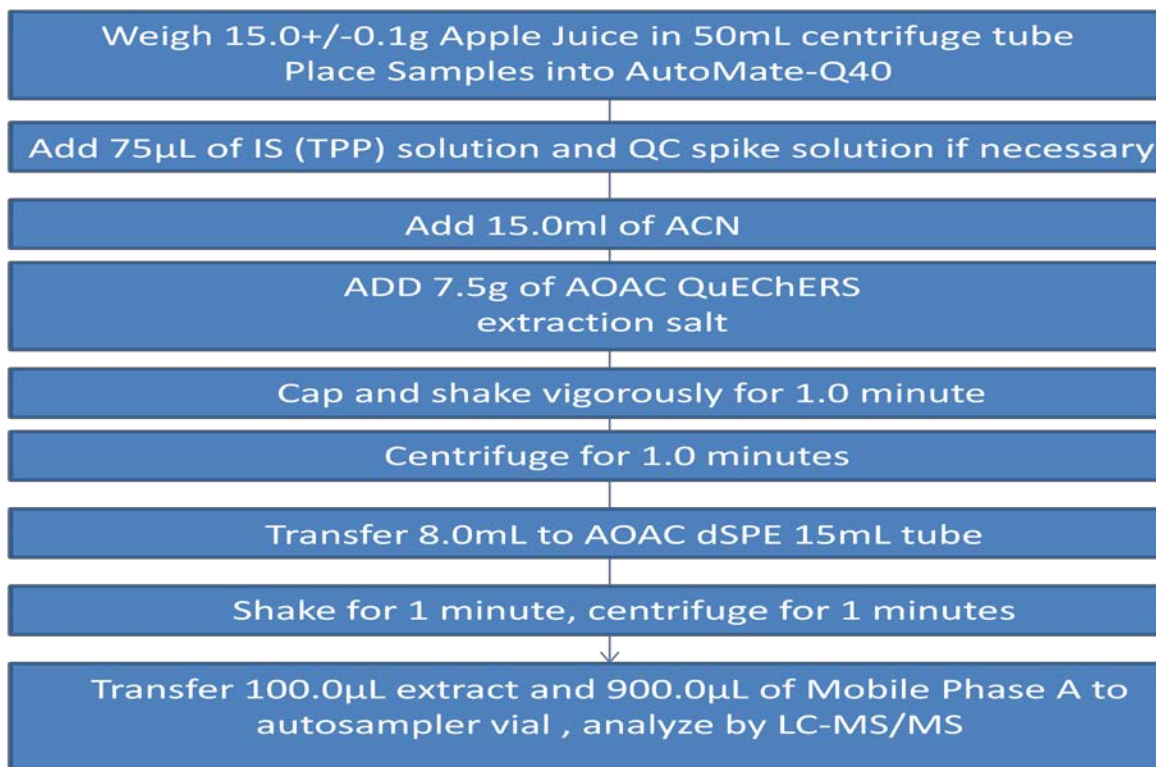 Weigh 15.0+/-0.1g Apple Juice in 50mL centrifuge tube
Place Samples into AutoMate-Q40
Add 75µL of IS (TPP) solution and QC spike solution if necessary
Add 15.0ml of ACN
ADD 7.5g of AOAC QuEChERS
extraction salt
Cap and shake vigorously for 1.0 minute
Centrifuge for 1.0 minutes
Transfer 8.0mL to AOAC dSPE 15mL tube
Shake for 1 minute, centrifuge for 1 minutes
Transfer 100.0µL extract and 900.0µL of Mobile Phase A to
autosampler vial , analyze by LC-MS/MS